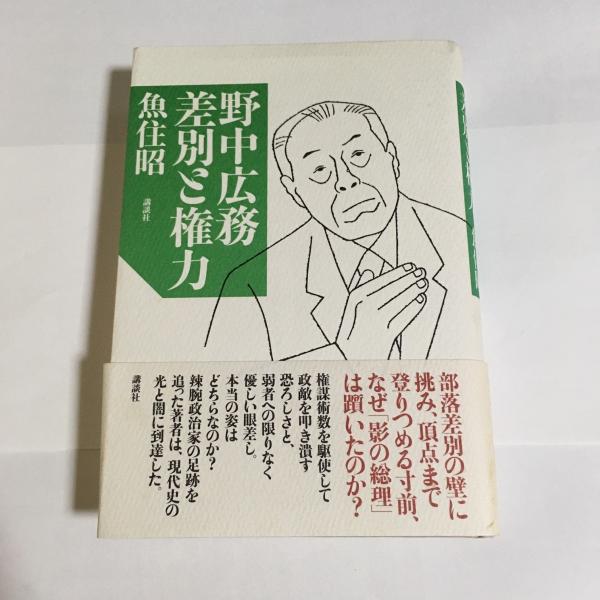 野中広務
差別と権力
魚住昭
講談社
部落差別の壁に
挑み、頂点まで
登りつめる寸前、
なぜ「影の総理」
は躓いたのか?
権謀術数を駆使して
政敵を叩き潰す
恐ろしさと、
弱者への限りなく
優しい眼差し。
本当の姿は
どちらなのか?
辣腕政治家の足跡を
追った著者は、現代史の
光と闇に到達した。
講談社